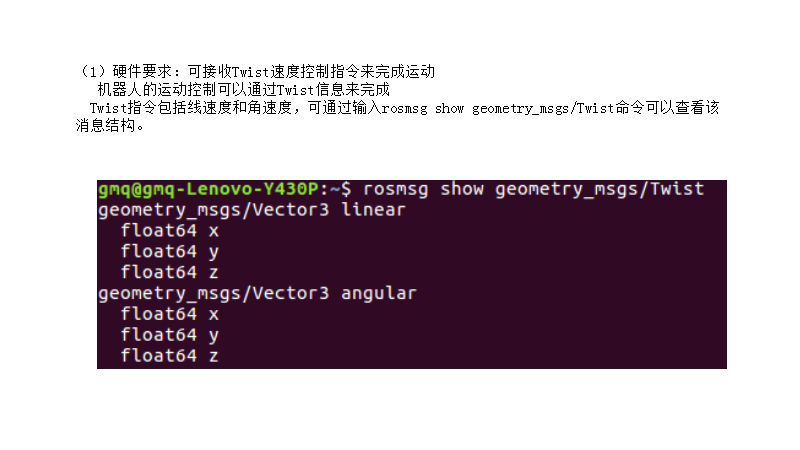 （1）硬件要求：可接收Twist速度控制指令来完成运动
机器人的运动控制可以通过Twist信息来完成
Twist指令包括线速度和角速度，可通过输入rosmsg show geometry_msgs/Twist命令可以查看该
消息结构。
gmq@gmq-Lenovo-Y430P:~$ rosmsg show geometry_msgs/Twist
geometry_msgs/Vector3 linear
  float64 x
  float64 y
  float64 z
geometry_msgs/Vector3 angular
  float64 x
  float64 y
  float64 z